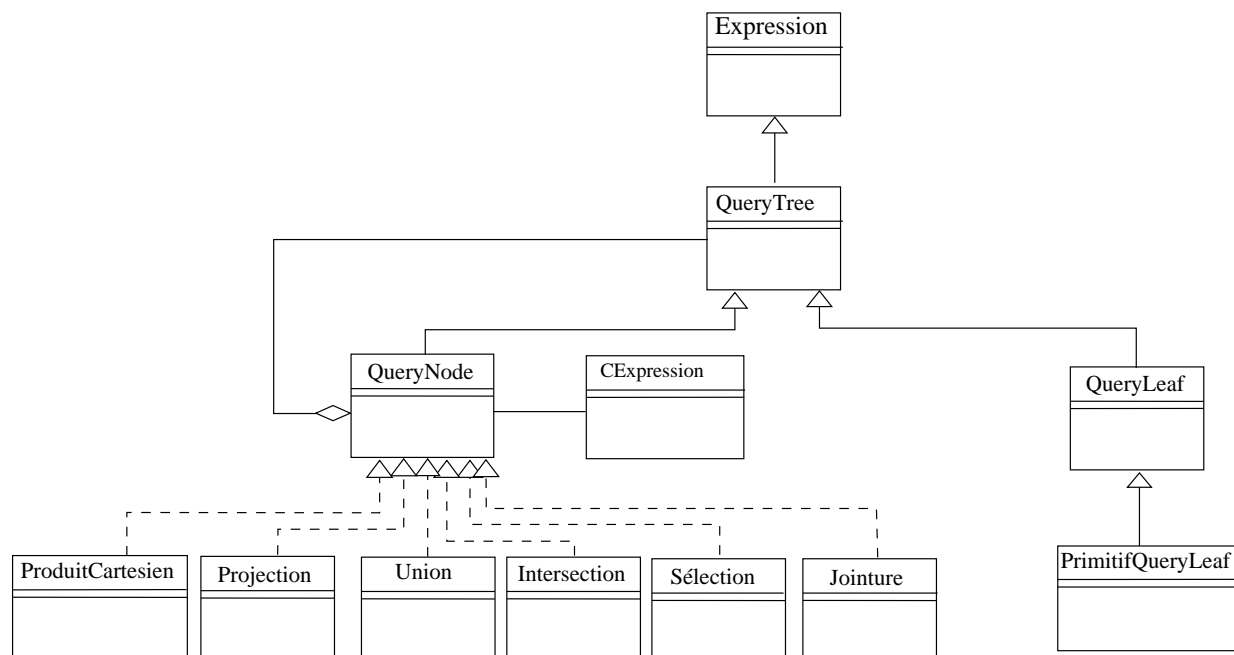 Expression
QueryTree
QueryNode
CExpression
QueryLeaf
ProduitCartesien
Projection
Union
Intersection
Sélection
Jointure
PrimitifQueryLeaf